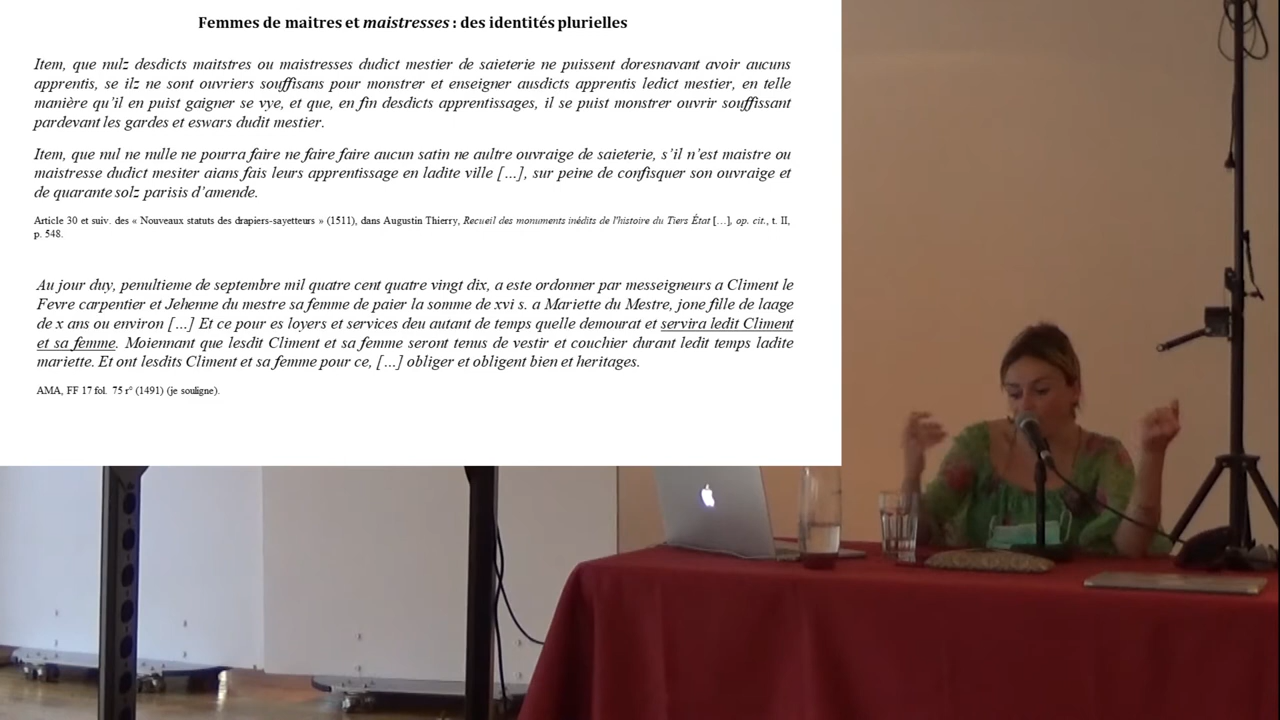 Femmes de maitres et maistresses : des identités plurielles
Item, que nulz desdicts maitstres ou maistresses dudict mestier de saieterie ne puissent doresnavant avoir aucuns
apprentis, se ilz ne sont ouvriers souffisans pour monstrer et enseigner ausdicts apprentis ledict mestier, en telle
manière qu'il en puist gaigner se vye, et que, en fin desdicts apprentissages, il se puist monstrer ouvrir souffissant
pardevant les gardes et eswars dudit mestier.
Item, que nul ne nulle ne pourra faire ne faire faire aucun satin ne aultre ouvraige de saieterie, s'il n'est maistre ou
maistresse dudict mesiter aians fais leurs apprentissage en ladite ville […], sur peine de confisquer son ouvraige et
de quarante solz parisis d'amende.
Article 30 et suiv. des « Nouveaux statuts des drapiers-sayetteurs » (1511), dans Augustin Thierry, Recueil des monuments inédits de l'histoire du Tiers État […], op. cit., t. II,
p. 548.
Au jour duy, penultieme de septembre mil quatre cent quatre vingt dix, a este ordonner par messeigneurs a Climent le
Fevre carpentier et Jehenne du mestre sa femme de paier la somme de xvi s. a Mariette du Mestre, jone fille de laage
de x ans ou environ […] Et ce pour es loyers et services deu autant de temps quelle demourat et servira ledit Climent
et sa femme. Moiennant que lesdit Climent et sa femme seront tenus de vestir et couchier durant ledit temps ladite
mariette. Et ont lesdits Climent et sa femme pour ce, […] obliger et obligent bien et heritages.
AMA, FF 17 fol. 75 r° (1491) (je souligne).